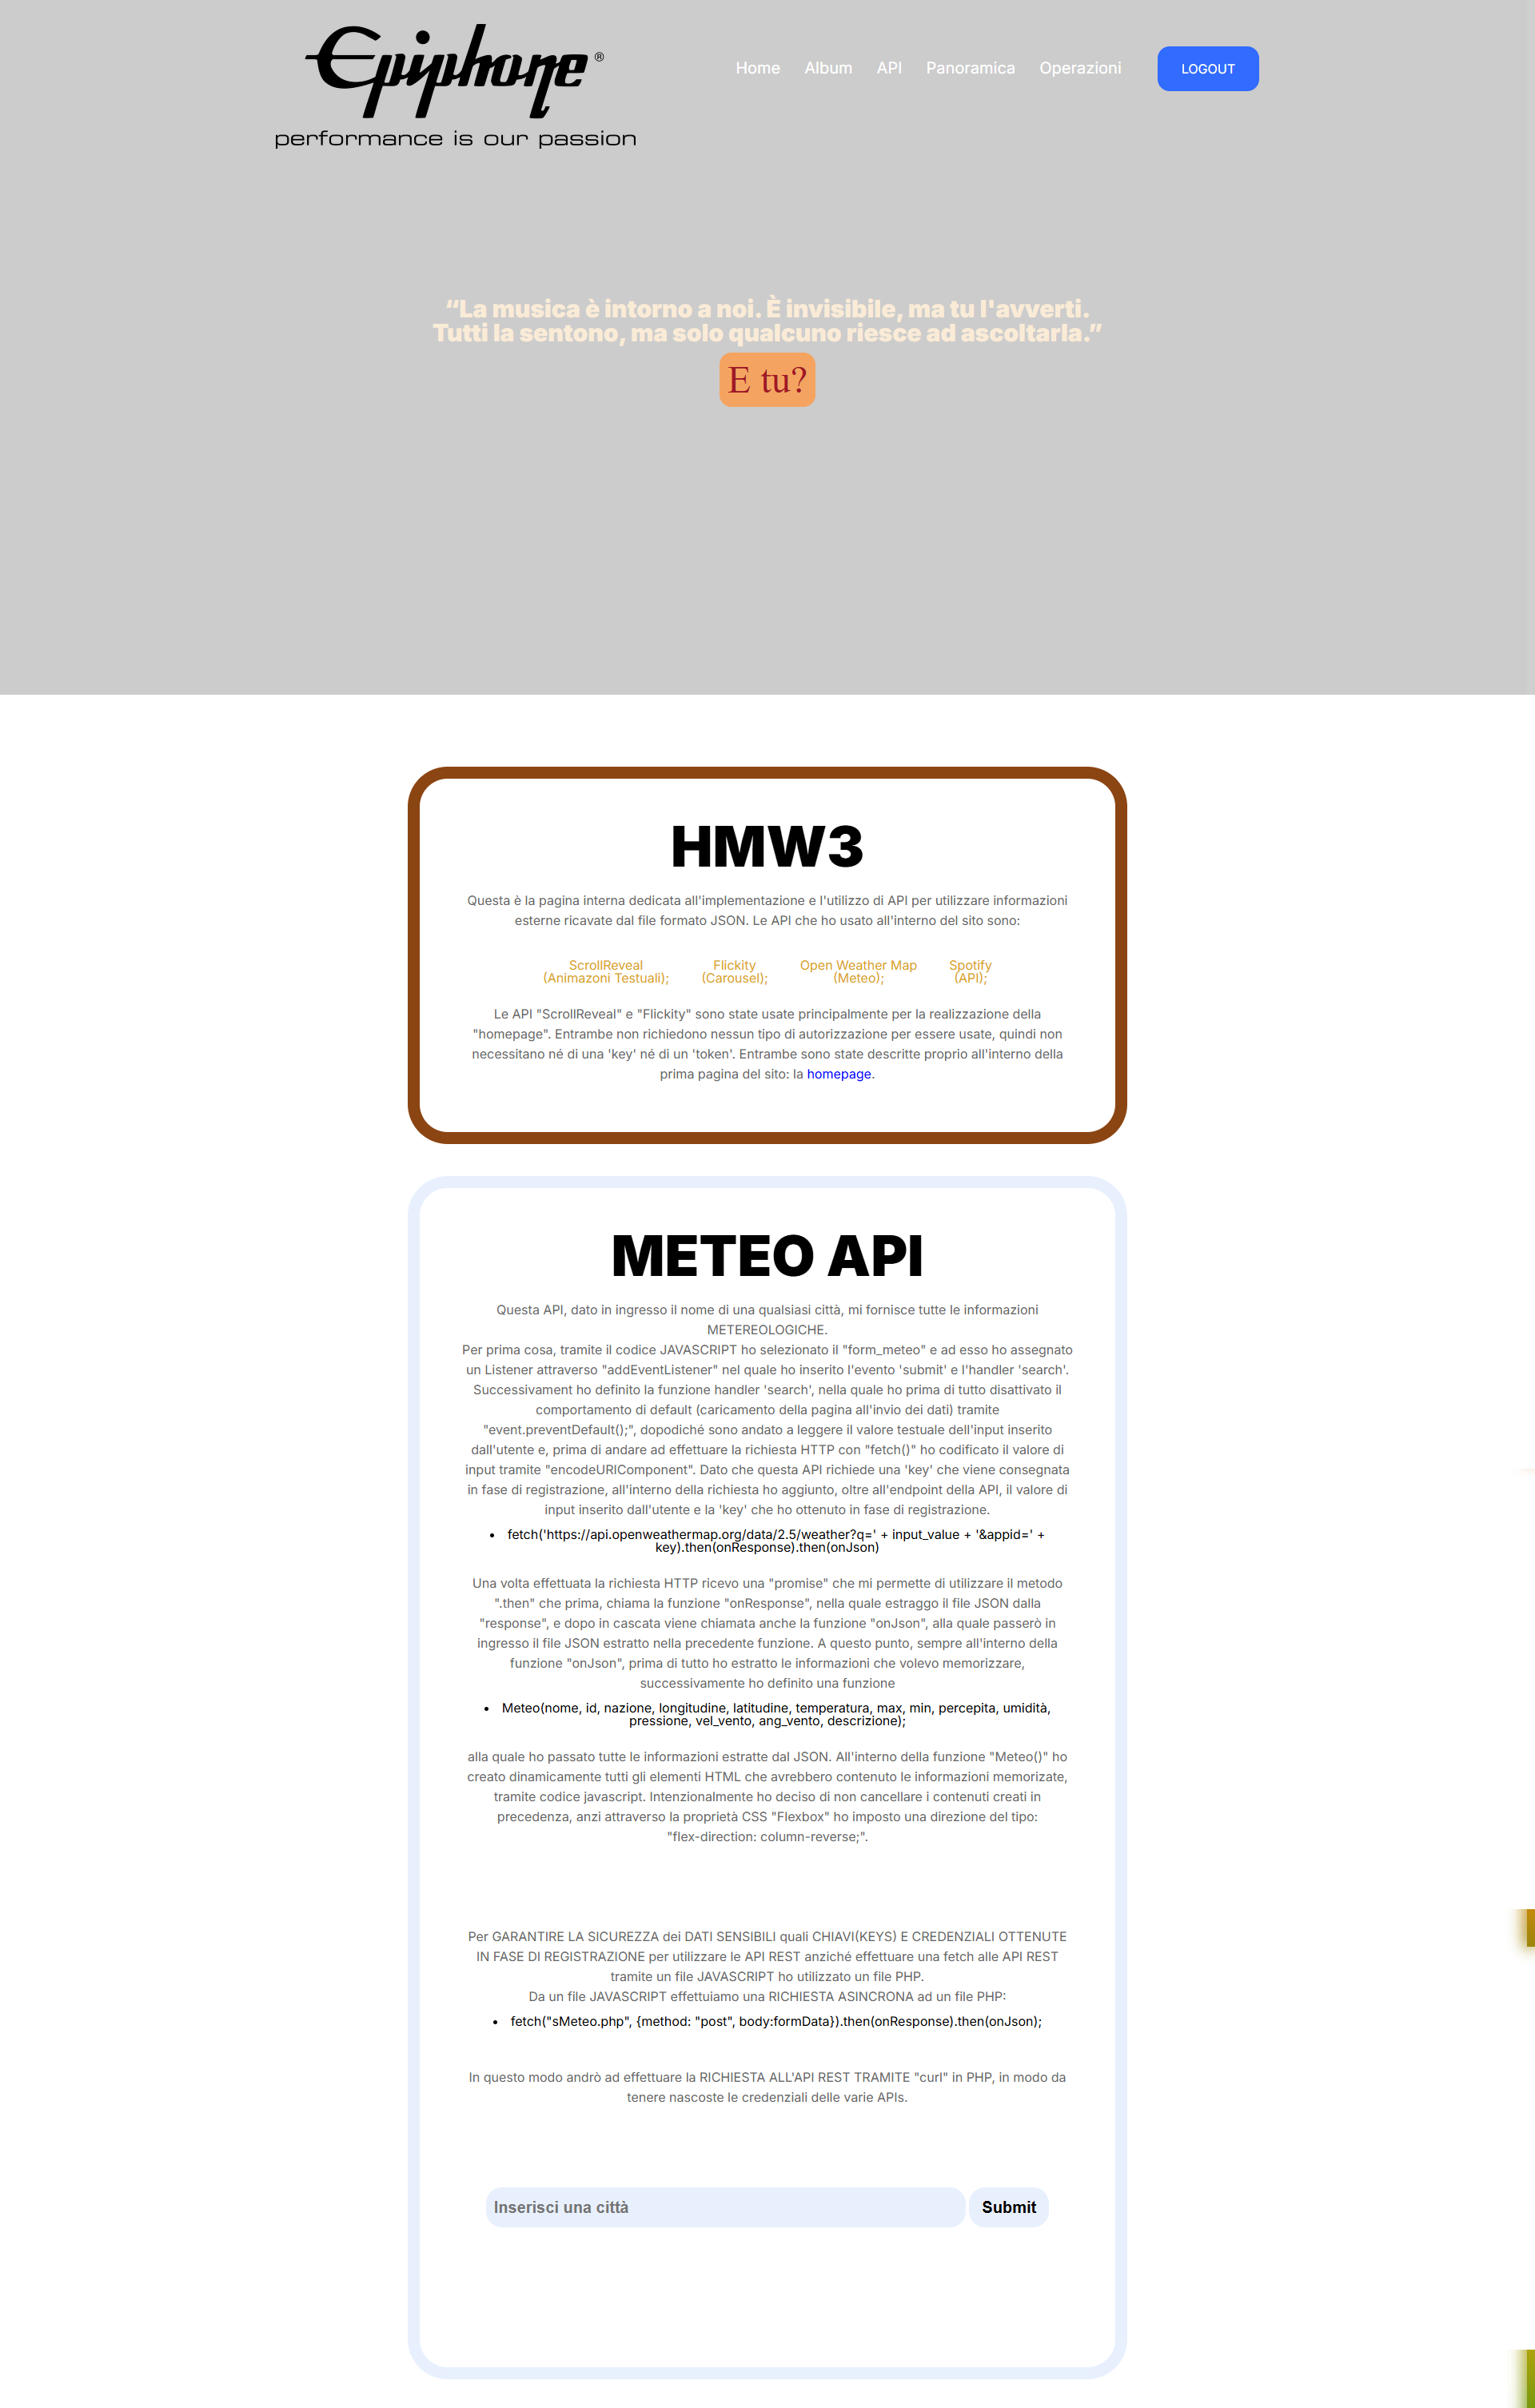 Epiphone®
performance is our passion
Home Album API Panoramica Operazioni LOGOUT
“La musica è intorno a noi. È invisibile, ma tu l'avverti.
Tutti la sentono, ma solo qualcuno riesce ad ascoltarla.”
E tu?
HMW3
Questa è la pagina interna dedicata all'implementazione e l'utilizzo di API per utilizzare informazioni
esterne ricavate dal file formato JSON. Le API che ho usato all'interno del sito sono:
ScrollReveal
(Animazoni Testuali);
Flickity
(Carousel);
Open Weather Map
(Meteo);
Spotify
(API);
Le API "ScrollReveal" e "Flickity" sono state usate principalmente per la realizzazione della
"homepage". Entrambe non richiedono nessun tipo di autorizzazione per essere usate, quindi non
necessitano né di una 'key' né di un 'token'. Entrambe sono state descritte proprio all'interno della
prima pagina del sito: la homepage.
METEO API
Questa API, dato in ingresso il nome di una qualsiasi città, mi fornisce tutte le informazioni
METEREOLOGICHE.
Per prima cosa, tramite il codice JAVASCRIPT ho selezionato il "form_meteo" e ad esso ho assegnato
un Listener attraverso "addEventListener" nel quale ho inserito l'evento 'submit' e l'handler 'search'.
Successivament ho definito la funzione handler 'search', nella quale ho prima di tutto disattivato il
comportamento di default (caricamento della pagina all'invio dei dati) tramite
"event.preventDefault();", dopodiché sono andato a leggere il valore testuale dell'input inserito
dall'utente e, prima di andare ad effettuare la richiesta HTTP con "fetch()" ho codificato il valore di
input tramite "encodeURIComponent". Dato che questa API richiede una 'key' che viene consegnata
in fase di registrazione, all'interno della richiesta ho aggiunto, oltre all'endpoint della API, il valore di
input inserito dall'utente e la 'key' che ho ottenuto in fase di registrazione.
• fetch('https://api.openweathermap.org/data/2.5/weather?q=' + input_value + '&appid=' +
key).then(onResponse).then(onJson)
Una volta effettuata la richiesta HTTP ricevo una "promise" che mi permette di utilizzare il metodo
".then" che prima, chiama la funzione "onResponse", nella quale estraggo il file JSON dalla
"response", e dopo in cascata viene chiamata anche la funzione "onJson", alla quale passerò in
ingresso il file JSON estratto nella precedente funzione. A questo punto, sempre all'interno della
funzione "onJson", prima di tutto ho estratto le informazioni che volevo memorizzare,
successivamente ho definito una funzione
• Meteo(nome, id, nazione, longitudine, latitudine, temperatura, max, min, percepita, umidità,
pressione, vel_vento, ang_vento, descrizione);
alla quale ho passato tutte le informazioni estratte dal JSON. All'interno della funzione "Meteo()" ho
creato dinamicamente tutti gli elementi HTML che avrebbero contenuto le informazioni memorizate,
tramite codice javascript. Intenzionalmente ho deciso di non cancellare i contenuti creati in
precedenza, anzi attraverso la proprietà CSS "Flexbox" ho imposto una direzione del tipo:
"flex-direction: column-reverse;".
Per GARANTIRE LA SICUREZZA dei DATI SENSIBILI quali CHIAVI(KEYS) E CREDENZIALI OTTENUTE
IN FASE DI REGISTRAZIONE per utilizzare le API REST anziché effettuare una fetch alle API REST
tramite un file JAVASCRIPT ho utilizzato un file PHP.
Da un file JAVASCRIPT effettuiamo una RICHIESTA ASINCRONA ad un file PHP:
• fetch("sMeteo.php", {method: "post", body:formData}).then(onResponse).then(onJson);
In questo modo andrò ad effettuare la RICHIESTA ALL'API REST TRAMITE "curl" in PHP, in modo da
tenere nascoste le credenziali delle varie APIs.
Inserisci una città Submit